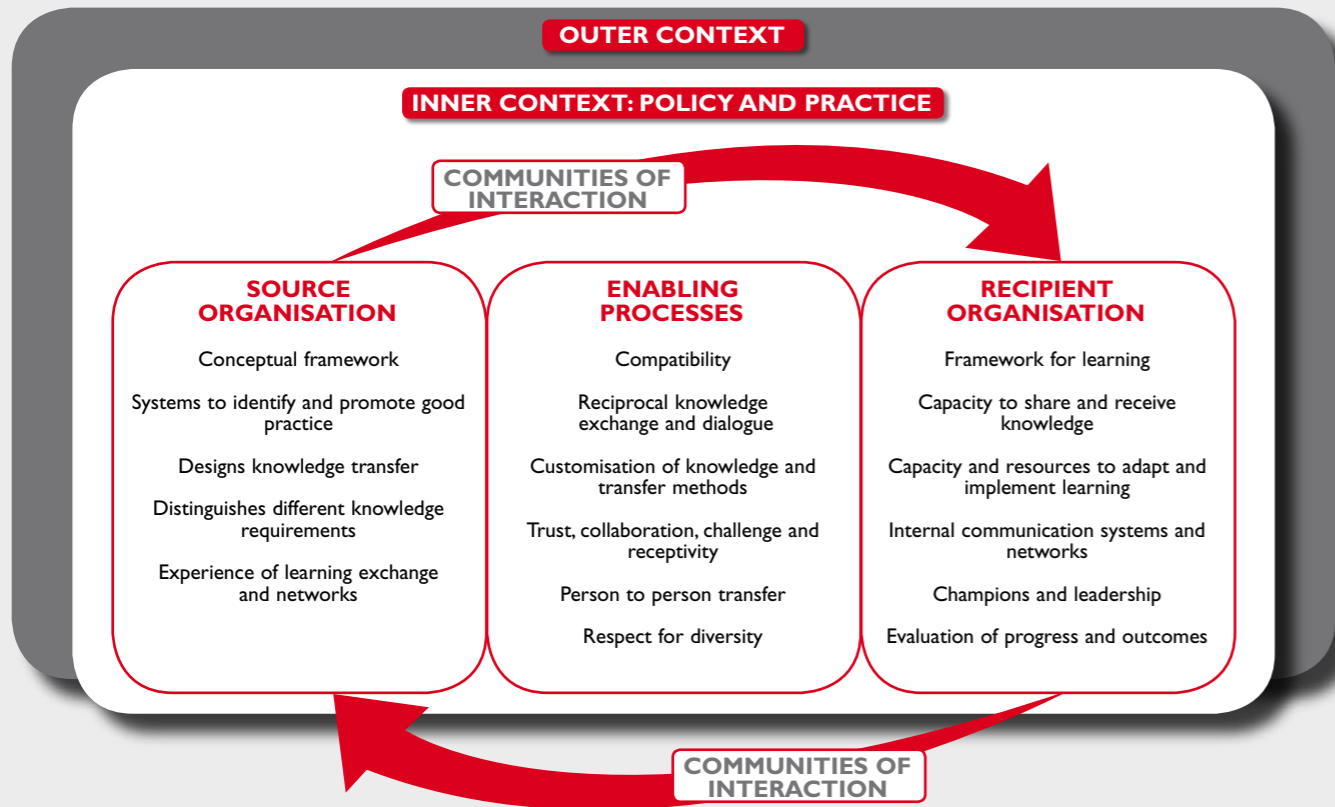 OUTER CONTEXT
INNER CONTEXT: POLICY AND PRACTICE
COMMUNITIES OF
INTERACTION
SOURCE
ORGANISATION
Conceptual framework
Systems to identify and promote good
practice
Designs knowledge transfer
Distinguishes different knowledge
requirements
Experience of learning exchange
and networks
ENABLING
PROCESSES
Compatibility
Reciprocal knowledge
exchange and dialogue
Customisation of knowledge and
transfer methods
Trust, collaboration, challenge and
receptivity
Person to person transfer
Respect for diversity
RECIPIENT
ORGANISATION
Framework for learning
Capacity to share and receive
knowledge
Capacity and resources to adapt and
implement learning
Internal communication systems and
networks
Champions and leadership
Evaluation of progress and outcomes
COMMUNITIES OF
INTERACTION